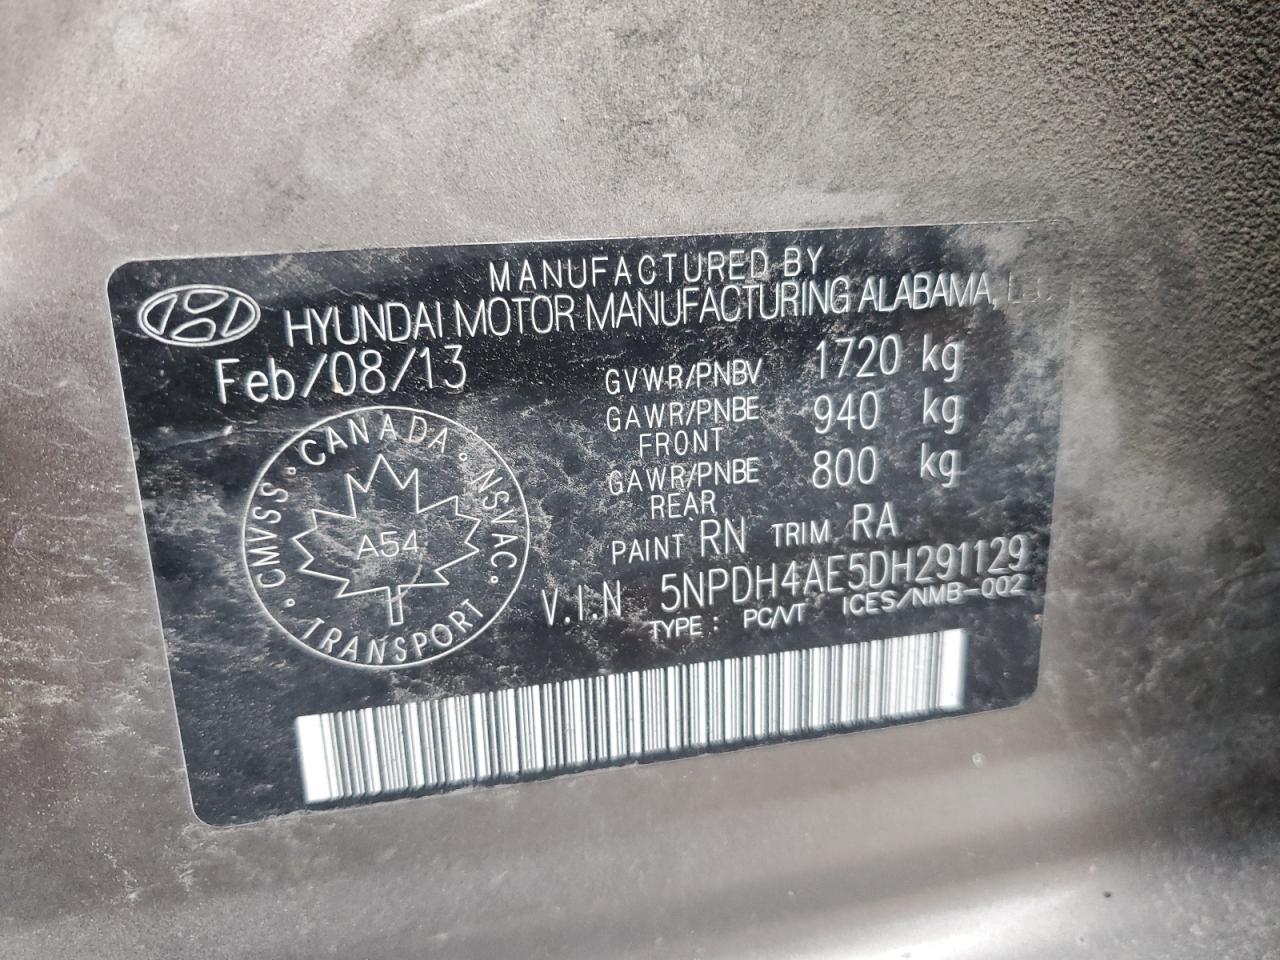 MANUFACTURED BY
HYUNDAI MOTOR MANUFACTURING ALABAMA,
Feb/08/13
GVWR/PNBV 1720 kg
GAWR/PNBE 940 kg
FRONT
GAWR/PNBE 800 kg
REAR
PAINT RN TRIM RA
V.I.N 5NPDH4AE5DH291129
TYPE : PC/VT ICES/NMB-002
CANADA · NSVAC · TRANSPORT · CMVSS ·
A54